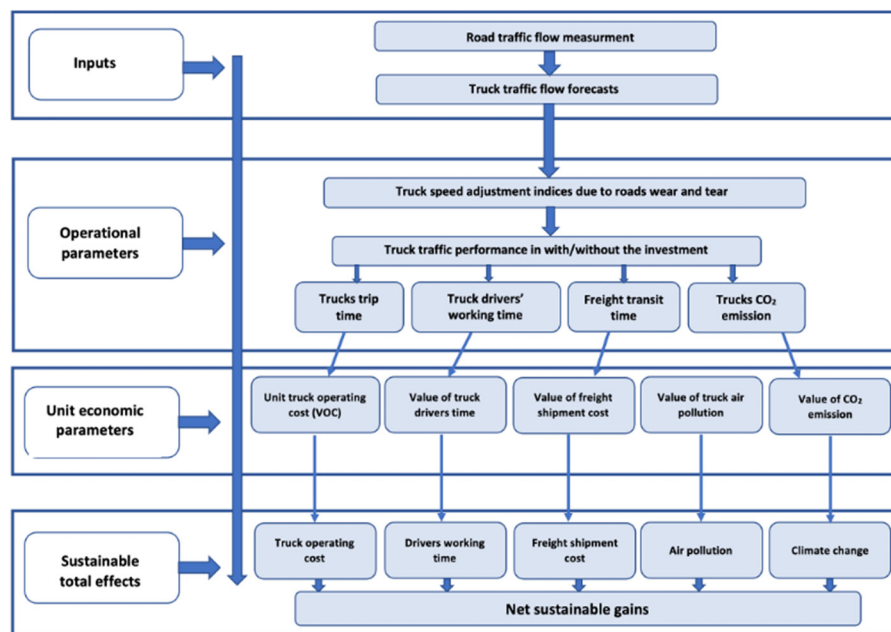 Inputs
Road traffic flow measurment
Truck traffic flow forecasts
Operational
parameters
Truck speed adjustment indices due to roads wear and tear
Truck traffic performance in with/without the investment
Trucks trip
time
Truck drivers’
working time
Freight transit
time
Trucks CO₂
emission
Unit economic
parameters
Unit truck operating
cost (VOC)
Value of truck
drivers time
Value of freight
shipment cost
Value of truck air
pollution
Value of CO₂
emission
Sustainable
total effects
Truck operating
cost
Drivers working
time
Freight shipment
cost
Air pollution
Climate change
Net sustainable gains